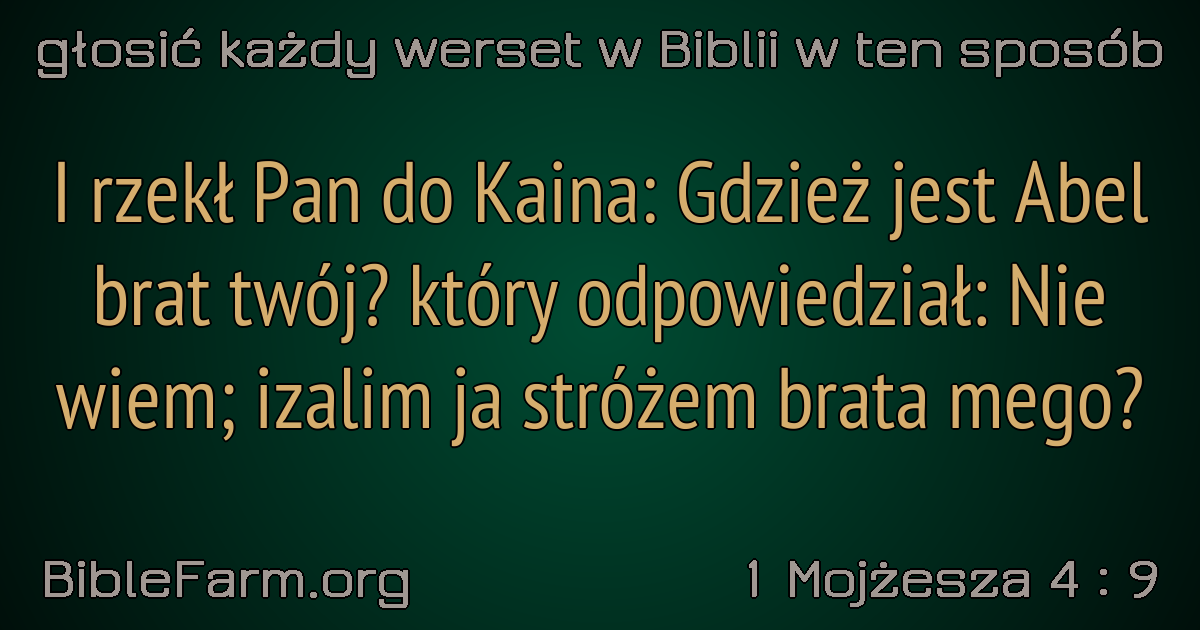 głosić każdy werset w Biblii w ten sposób
I rzekł Pan do Kaina: Gdzież jest Abel
brat twój? który odpowiedział: Nie
wiem; izalim ja stróżem brata mego?
BibleFarm.org
1 Mojżesza 4 : 9